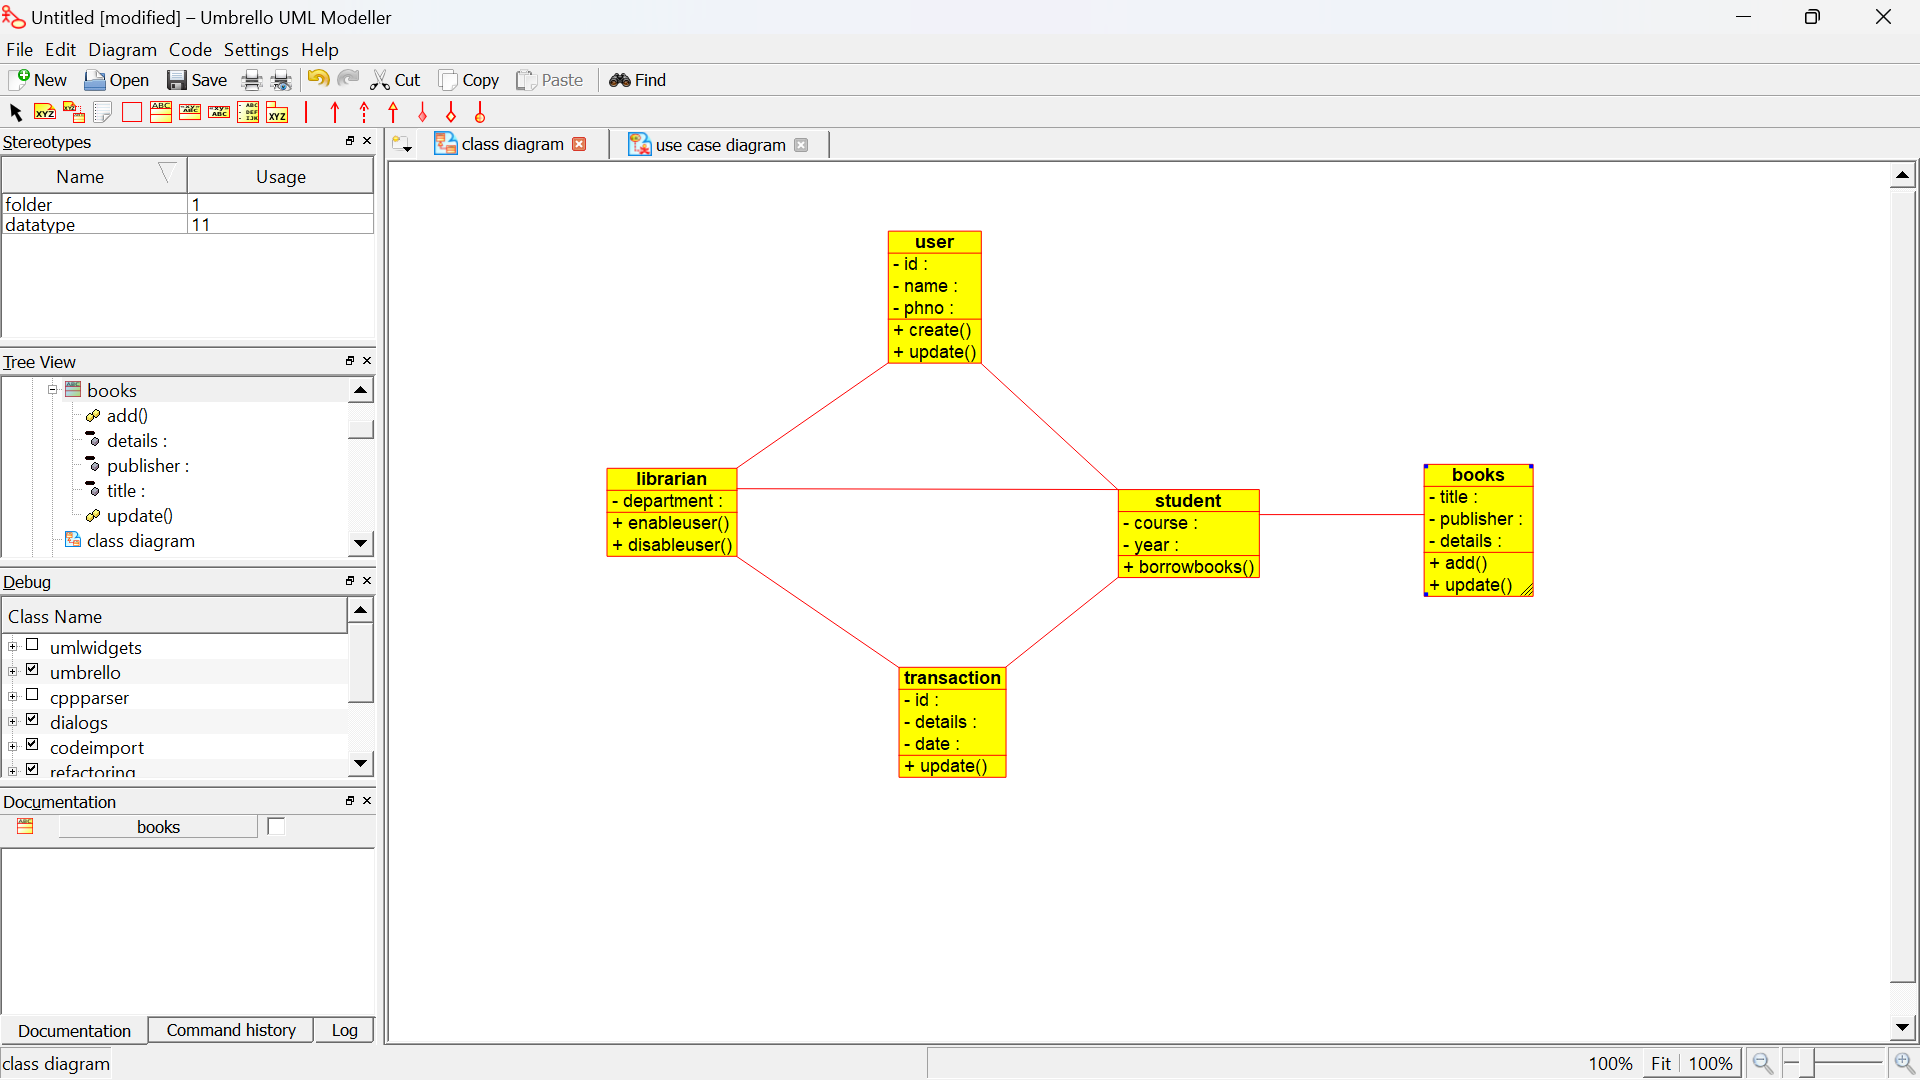 Untitled [modified] – Umbrello UML Modeller
File Edit Diagram Code Settings Help
New Open Save Cut Copy Paste Find
Stereotypes
Name Usage
folder 1
datatype 11
Tree View
books
add()
details :
publisher :
title :
update()
class diagram
Debug
Class Name
umlwidgets
umbrello
cppparser
dialogs
codeimport
refactoring
Documentation
books
Documentation Command history Log
class diagram use case diagram
user
- id :
- name :
- phno :
+ create()
+ update()
librarian
- department :
+ enableuser()
+ disableuser()
student
- course :
- year :
+ borrowbooks()
books
- title :
- publisher :
- details :
+ add()
+ update()
transaction
- id :
- details :
- date :
+ update()
class diagram 100% Fit 100%